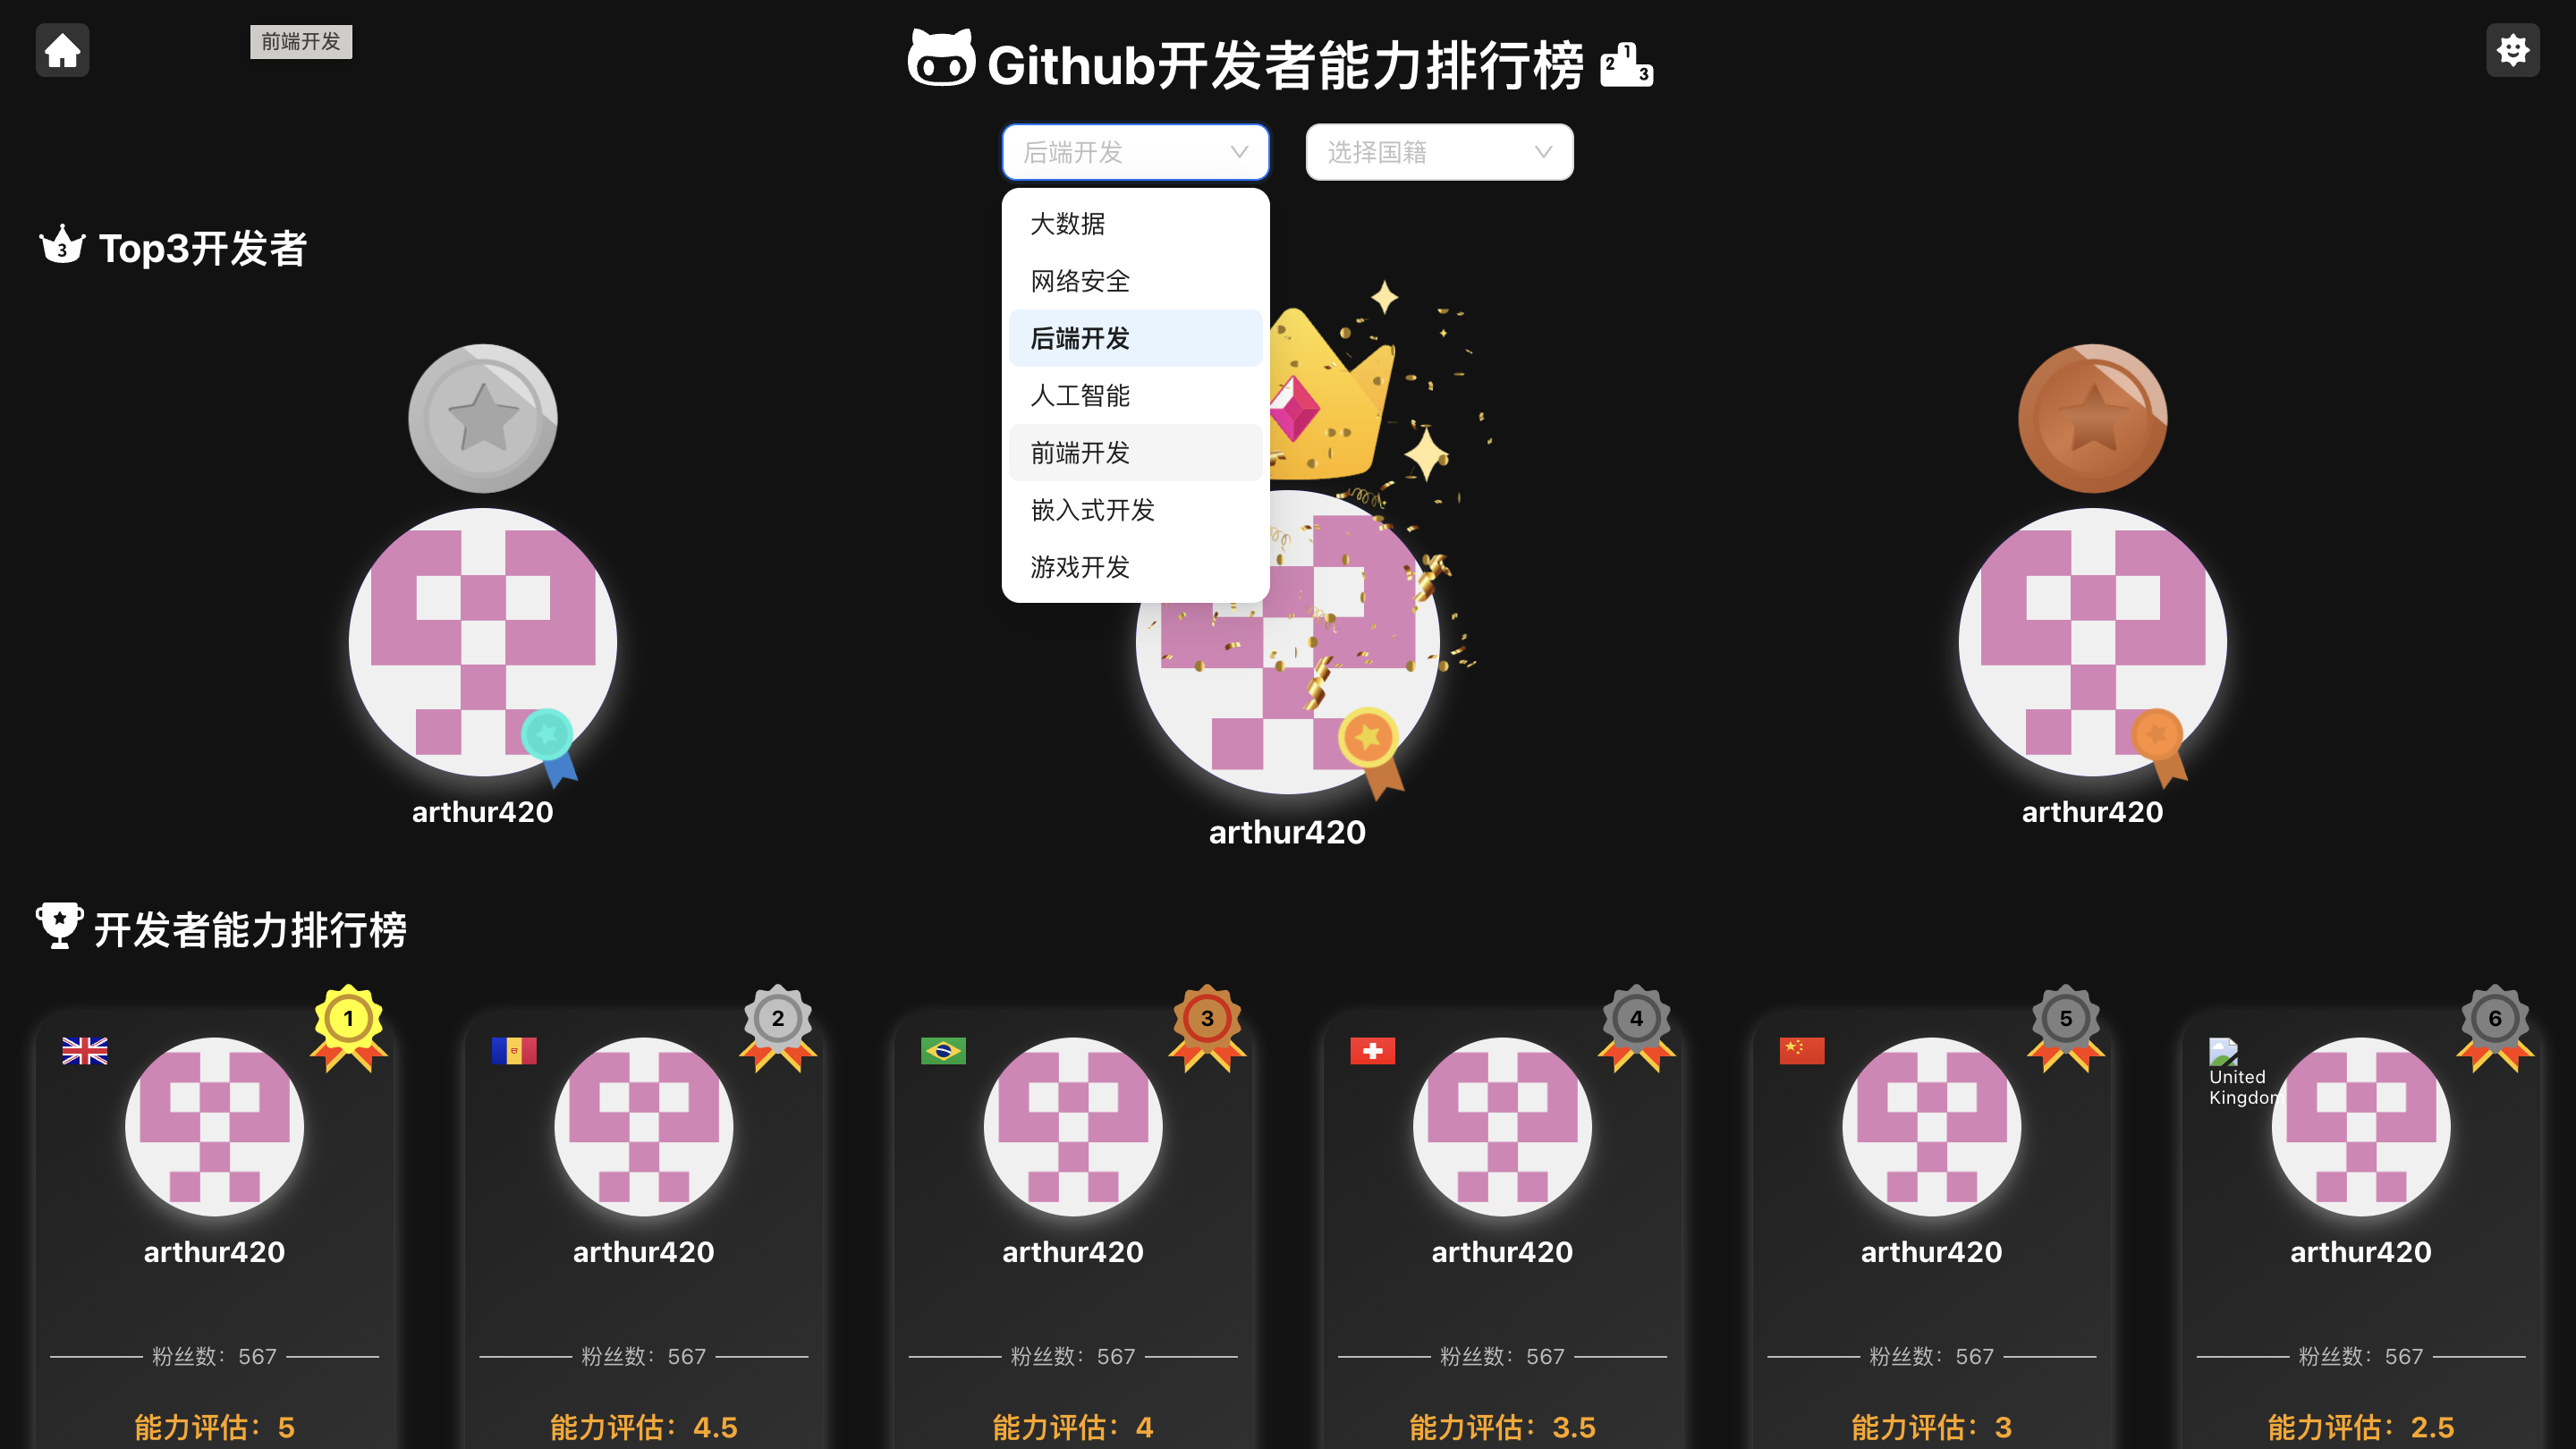 前端开发
Github开发者能力排行榜
1
2
3
后端开发
选择国籍
大数据
网络安全
后端开发
人工智能
前端开发
嵌入式开发
游戏开发
3
Top3开发者
arthur420
arthur420
arthur420
开发者能力排行榜
1
arthur420
粉丝数：567
能力评估：5
2
arthur420
粉丝数：567
能力评估：4.5
3
arthur420
粉丝数：567
能力评估：4
4
arthur420
粉丝数：567
能力评估：3.5
5
arthur420
粉丝数：567
能力评估：3
6
United
Kingdom
arthur420
粉丝数：567
能力评估：2.5